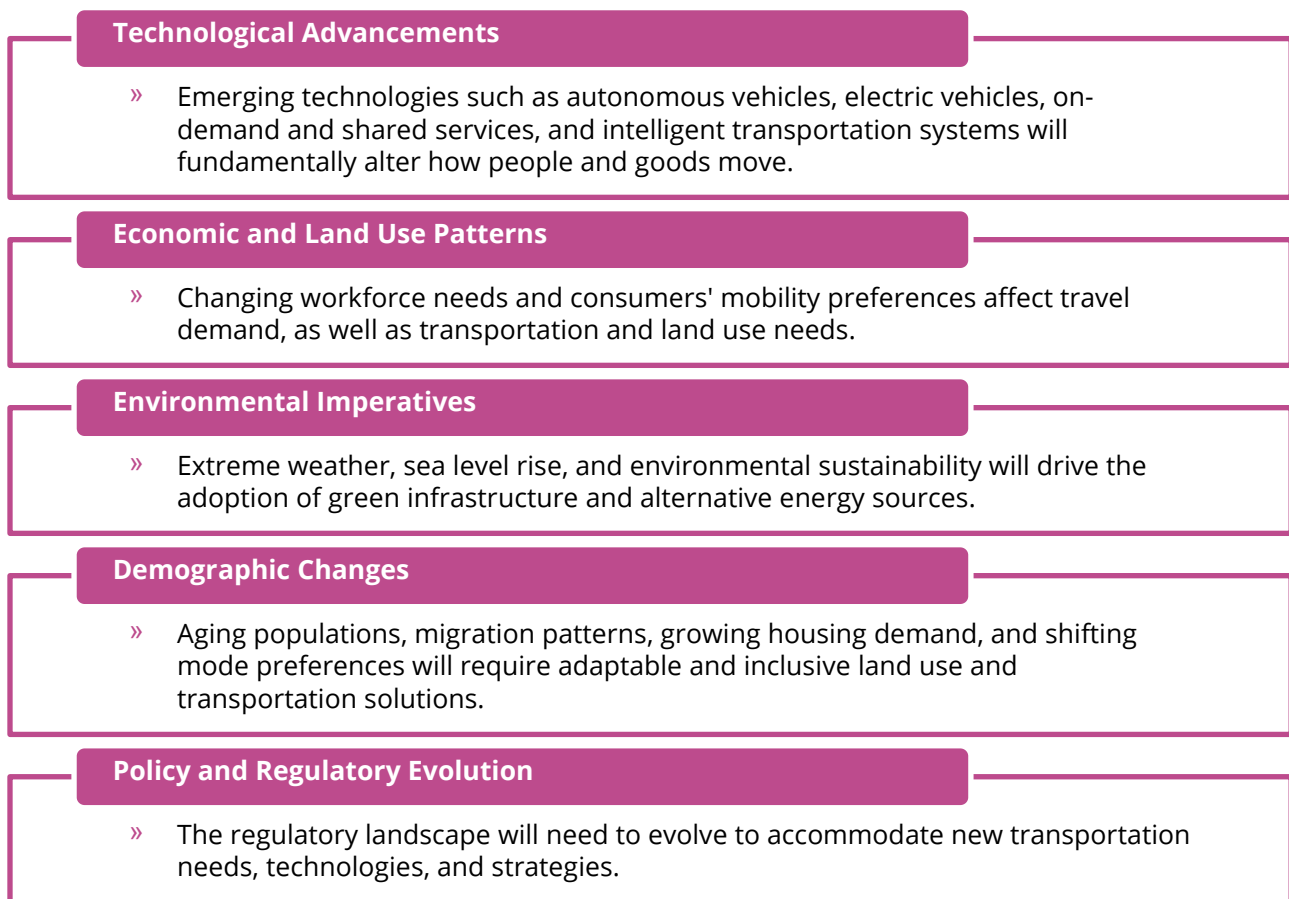 Technological Advancements
» Emerging technologies such as autonomous vehicles, electric vehicles, on-
demand and shared services, and intelligent transportation systems will
fundamentally alter how people and goods move.
Economic and Land Use Patterns
» Changing workforce needs and consumers' mobility preferences affect travel
demand, as well as transportation and land use needs.
Environmental Imperatives
» Extreme weather, sea level rise, and environmental sustainability will drive the
adoption of green infrastructure and alternative energy sources.
Demographic Changes
» Aging populations, migration patterns, growing housing demand, and shifting
mode preferences will require adaptable and inclusive land use and
transportation solutions.
Policy and Regulatory Evolution
» The regulatory landscape will need to evolve to accommodate new transportation
needs, technologies, and strategies.